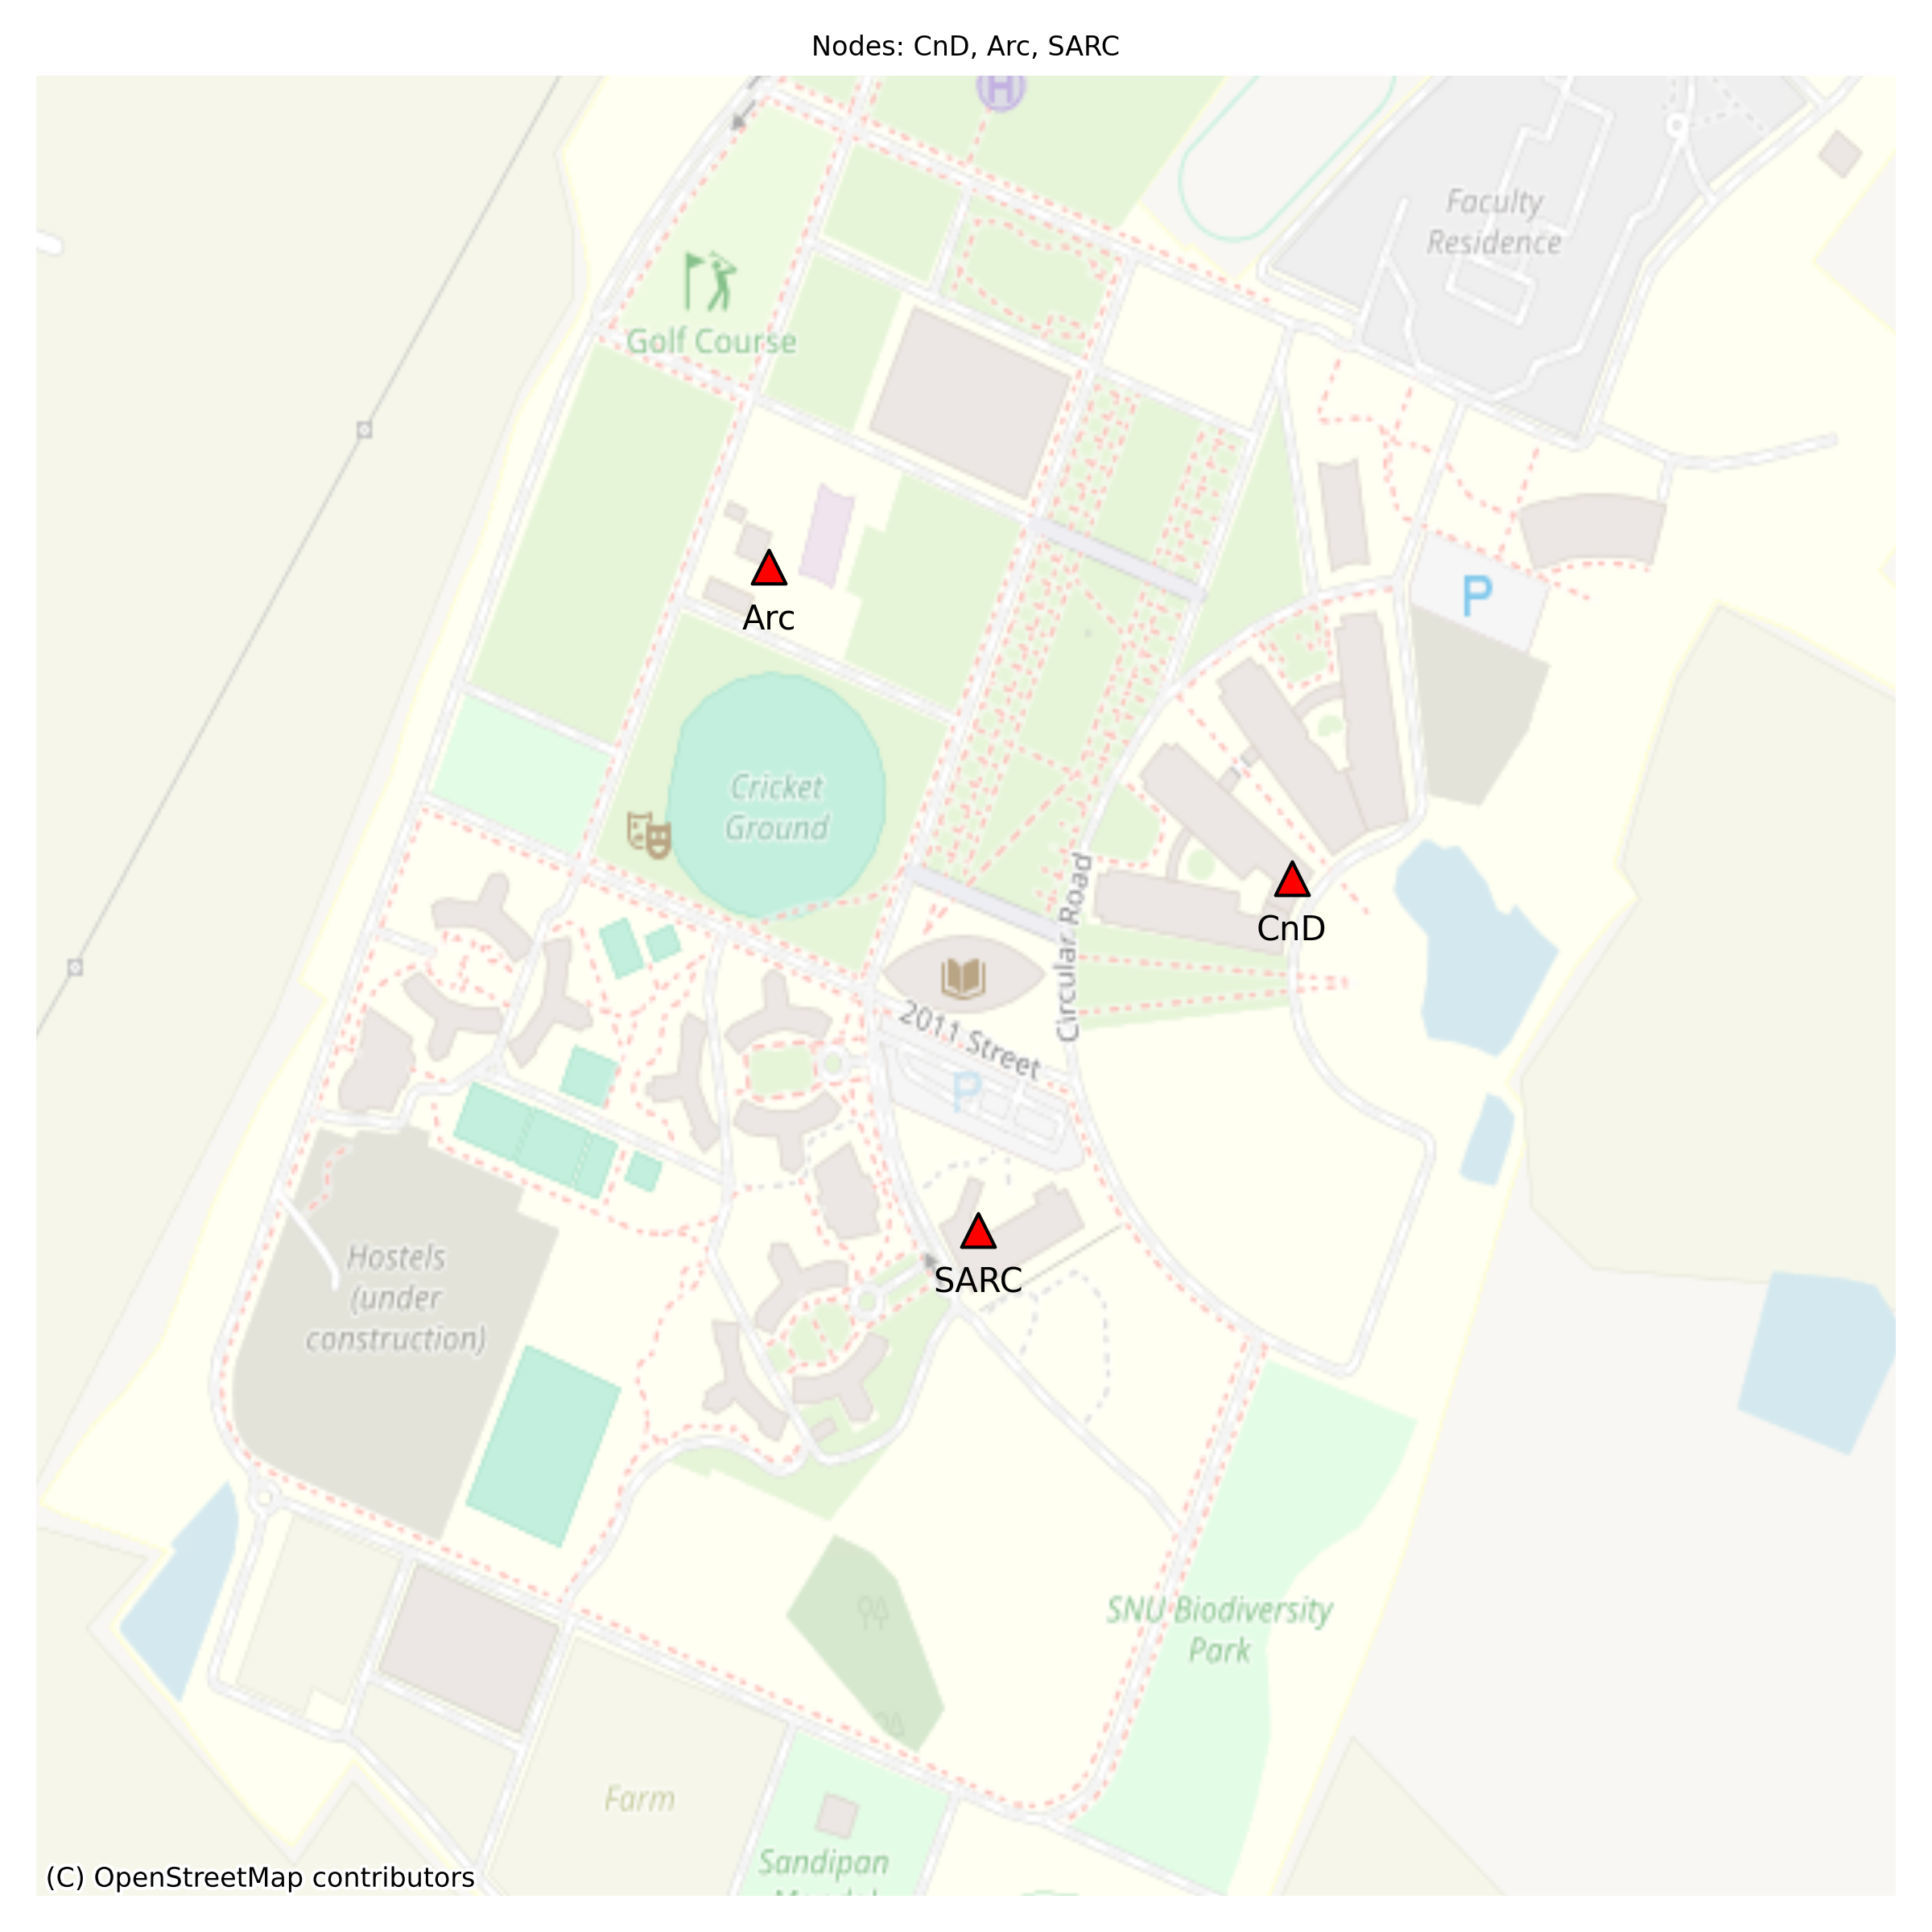 Nodes: CnD, Arc, SARC
H
Faculty
Residence
Golf Course
P
Arc
Cricket
Ground
Circular Road
CnD
2011 Street
P
SARC
Hostels
(under
construction)
SNU Biodiversity
Park
Farm
Sandipan
(C) OpenStreetMap contributors